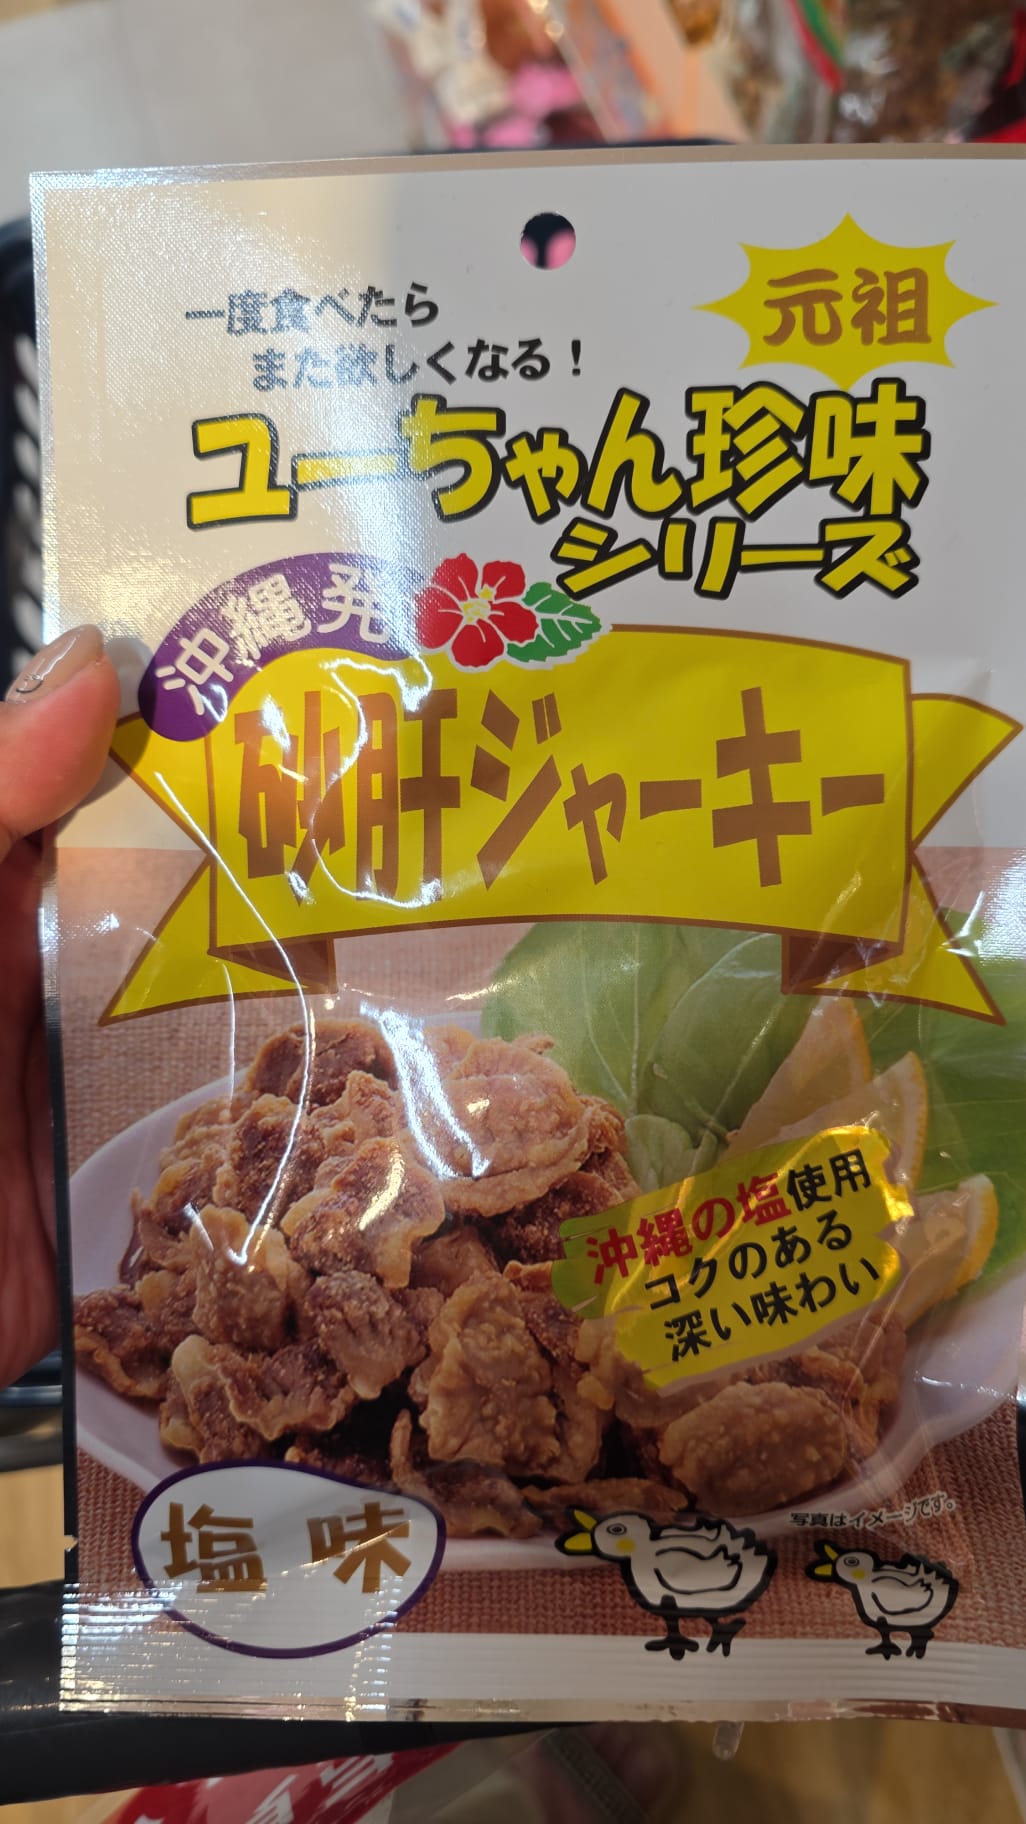 一度食べたら
また欲しくなる！
元祖
ユーちゃん珍味
シリーズ
沖縄発
砂肝ジャーキー
沖縄の塩使用
コクのある
深い味わい
塩味
写真はイメージです。